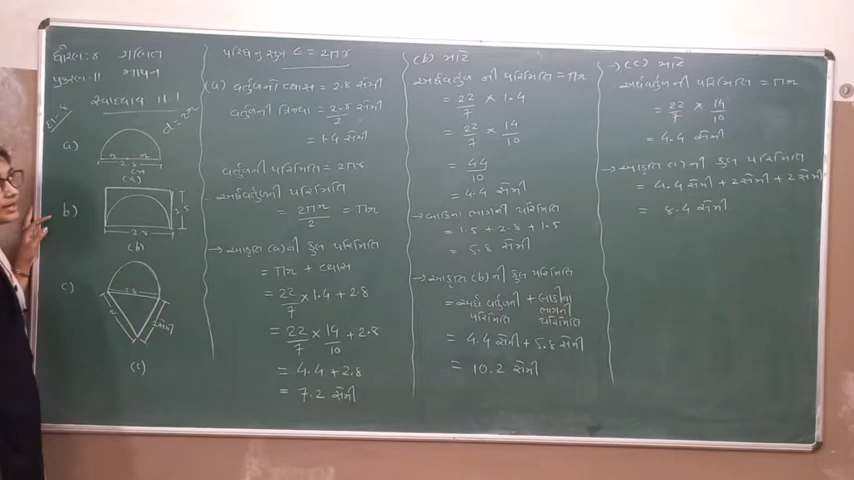 ધોરણ: ૭ ગણિત
પ્રકરણ-11 માપન
સ્વાધ્યાય 11.1
d = 2r
a)
2.8
cm
(a)
b)
1.5
2.8
(b)
c)
2.8
2
2સેમી
(c)
પરિઘનુ સુત્ર C = 2πr
(a) વર્તુળનો વ્યાસ = 2.8 સેમી
વર્તુળની ત્રિજ્યા = 2.8 સેમી / 2
= 1.4 સેમી
વર્તુળની પરિમિતિ = 2πr
અર્ધવર્તુળની પરિમિતિ
= 2πr / 2 = πr
→ આકૃતિ (a) ની કુલ પરિમિતિ
= πr + વ્યાસ
= 22/7 × 1.4 + 2.8
= 22/7 × 14/10 + 2.8
= 4.4 + 2.8
= 7.2 સેમી
(b) માટે
અર્ધવર્તુળ ની પરિમિતિ = πr
= 22/7 × 1.4
= 22/7 × 14/10
= 44/10
= 4.4 સેમી
→ બાકીના ભાગની પરિમિતિ
= 1.5 + 2.8 + 1.5
= 5.8 સેમી
→ આકૃતિ (b) ની કુલ પરિમિતિ
= અર્ધ વર્તુળની + બાકીના
પરિમિતિ ભાગની
પરિમિતિ
= 4.4 સેમી + 5.8 સેમી
= 10.2 સેમી
→ (c) માટે
અર્ધવર્તુળની પરિમિતિ = πr
= 22/7 × 14/10
= 4.4 સેમી
→ આકૃતિ (c) ની કુલ પરિમિતિ
= 4.4 સેમી + 2 સેમી + 2 સેમી
= 8.4 સેમી